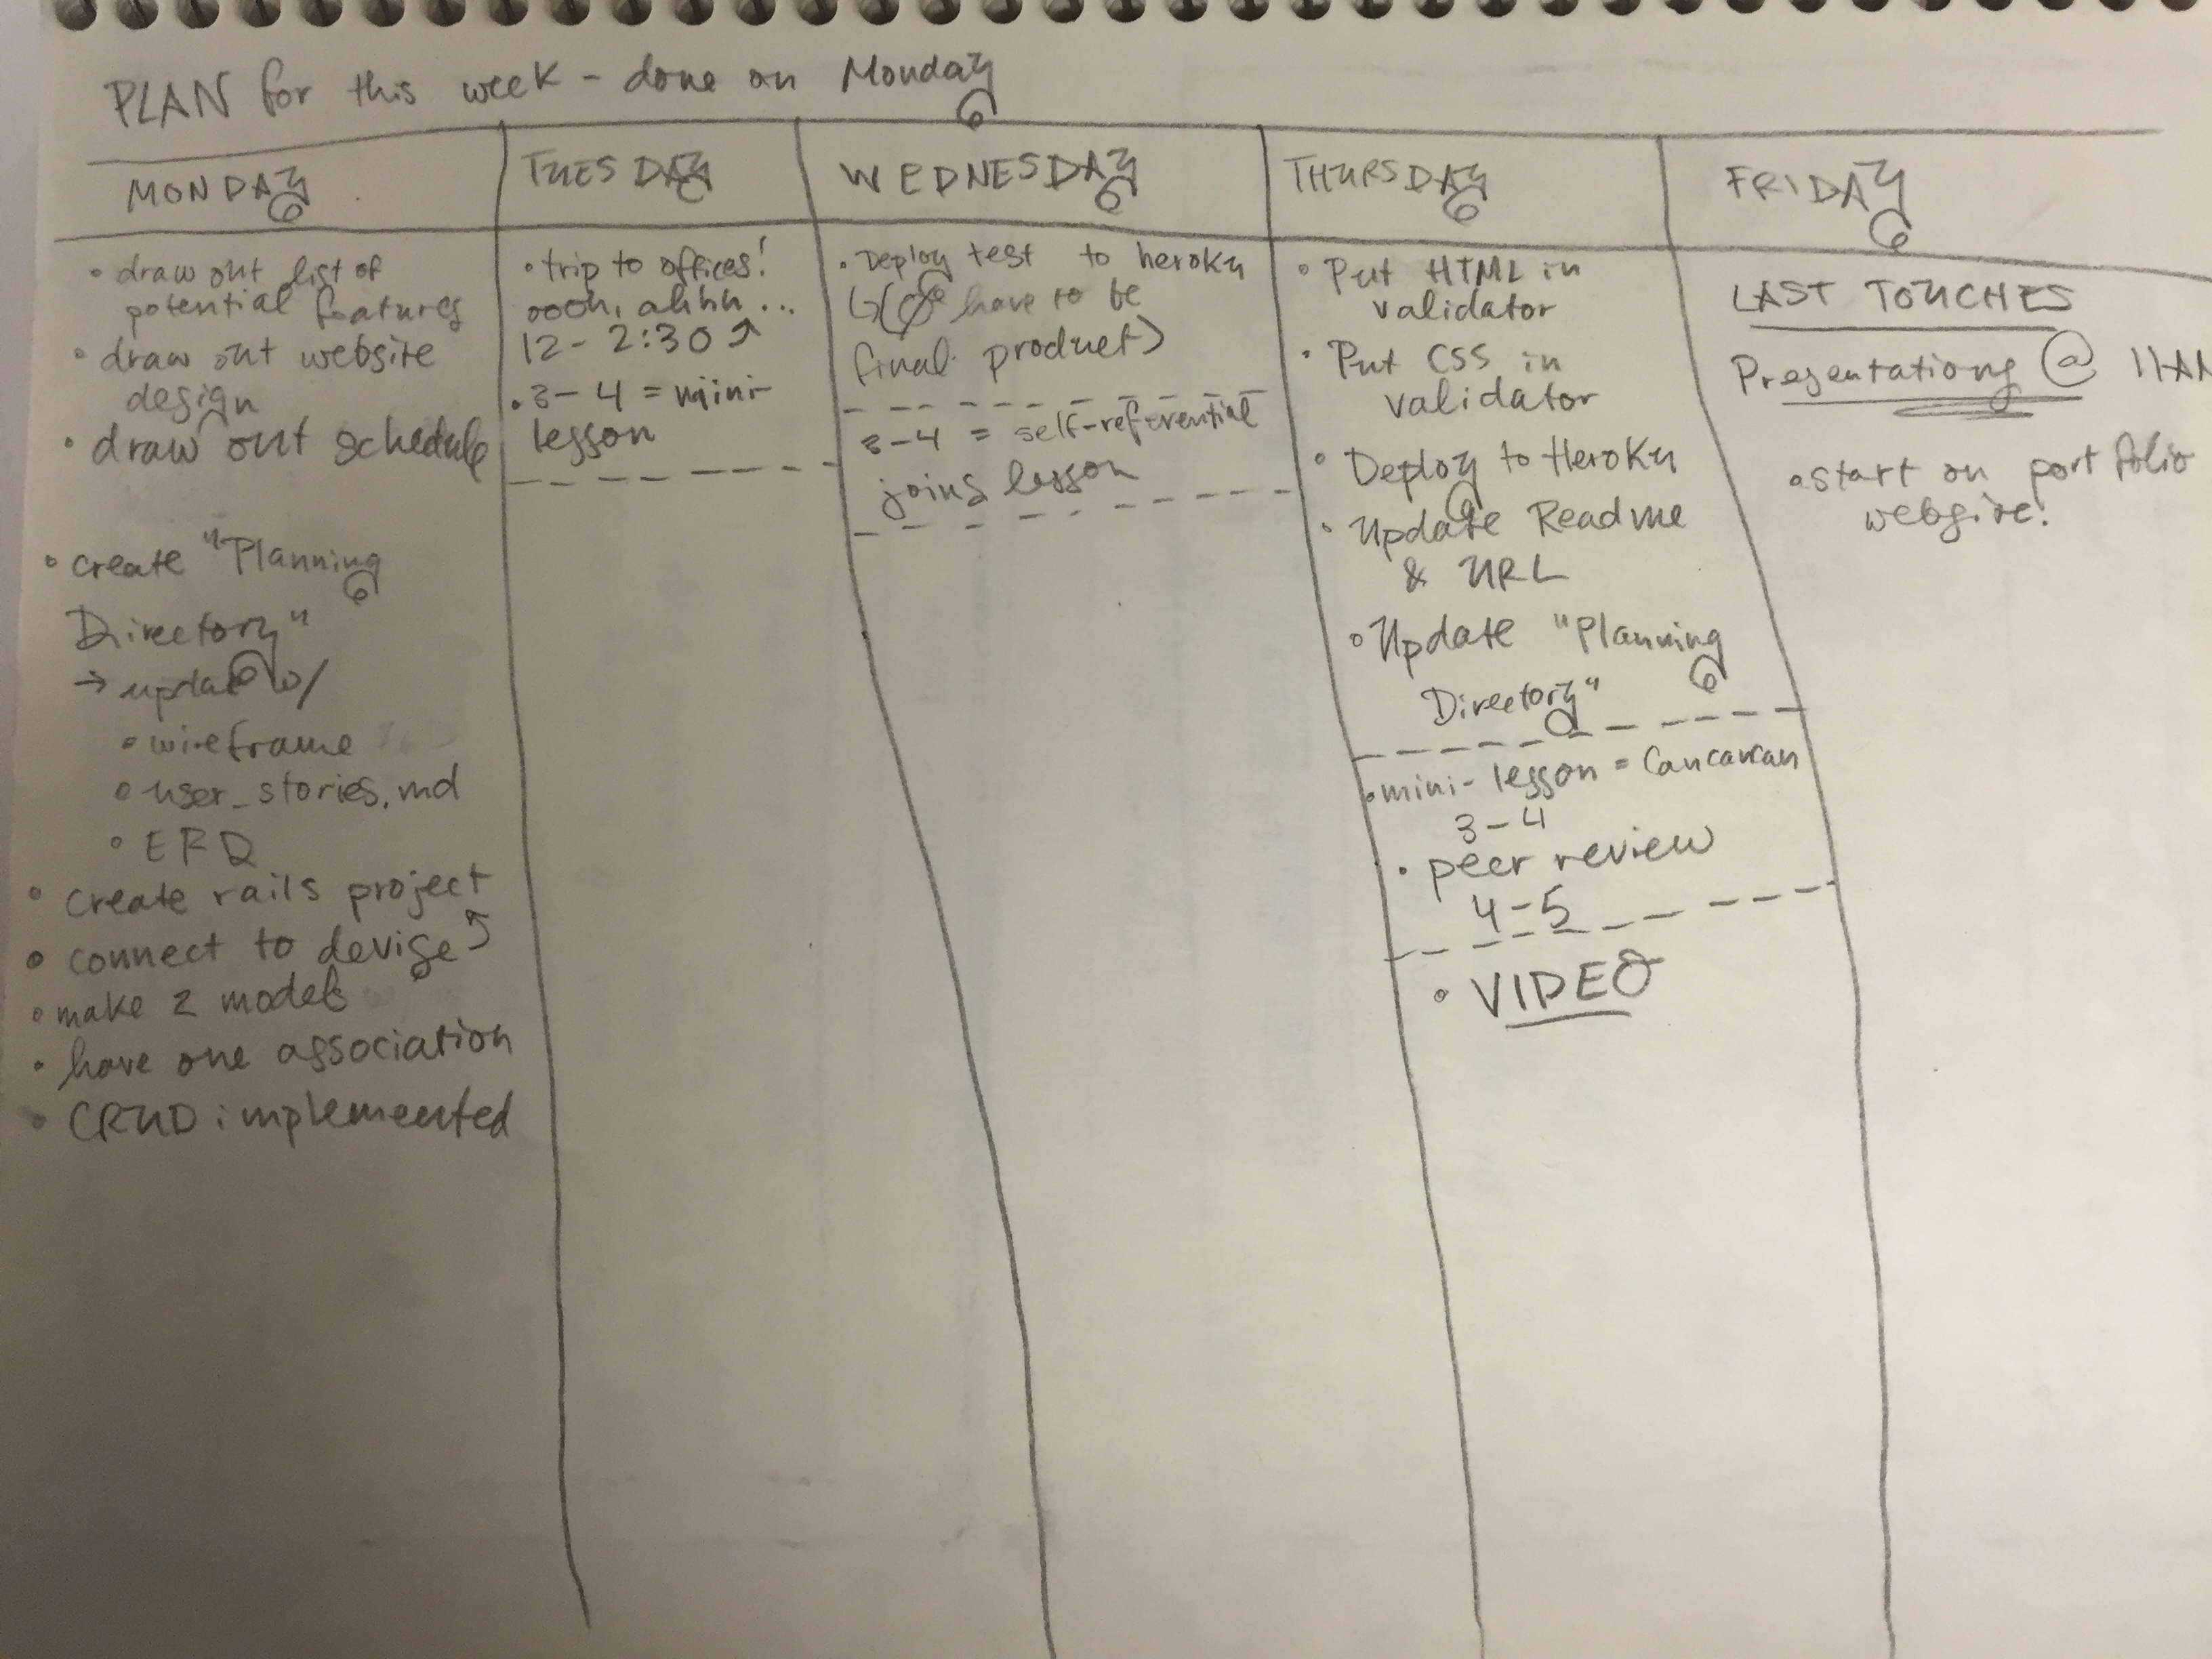 PLAN for this week - done on Monday
MONDAY
• draw out list of
potential features
• draw out website
design
• draw out schedule
• create "Planning
Directory"
→ update w/
• wireframe
• user_stories.md
• ERD
• create rails project
• connect to devise
• make 2 models
• have one association
• CRUD implemented
TUESDAY
• trip to offices!
oooh, ahhh...
12 - 2:30
• 3-4 = mini-
lesson
WEDNESDAY
• Deploy test to heroku
have to be
final product)
3-4 = self-referential
joins lesson
THURSDAY
• Put HTML in
validator
• Put CSS in
validator
• Deploy to Heroku
• Update Readme
& URL
• Update "Planning
Directory"
• mini-lesson = Cancancan
3-4
• peer review
4-5
• VIDEO
FRIDAY
LAST TOUCHES
Presentations @ 11AM
start on portfolio
website!